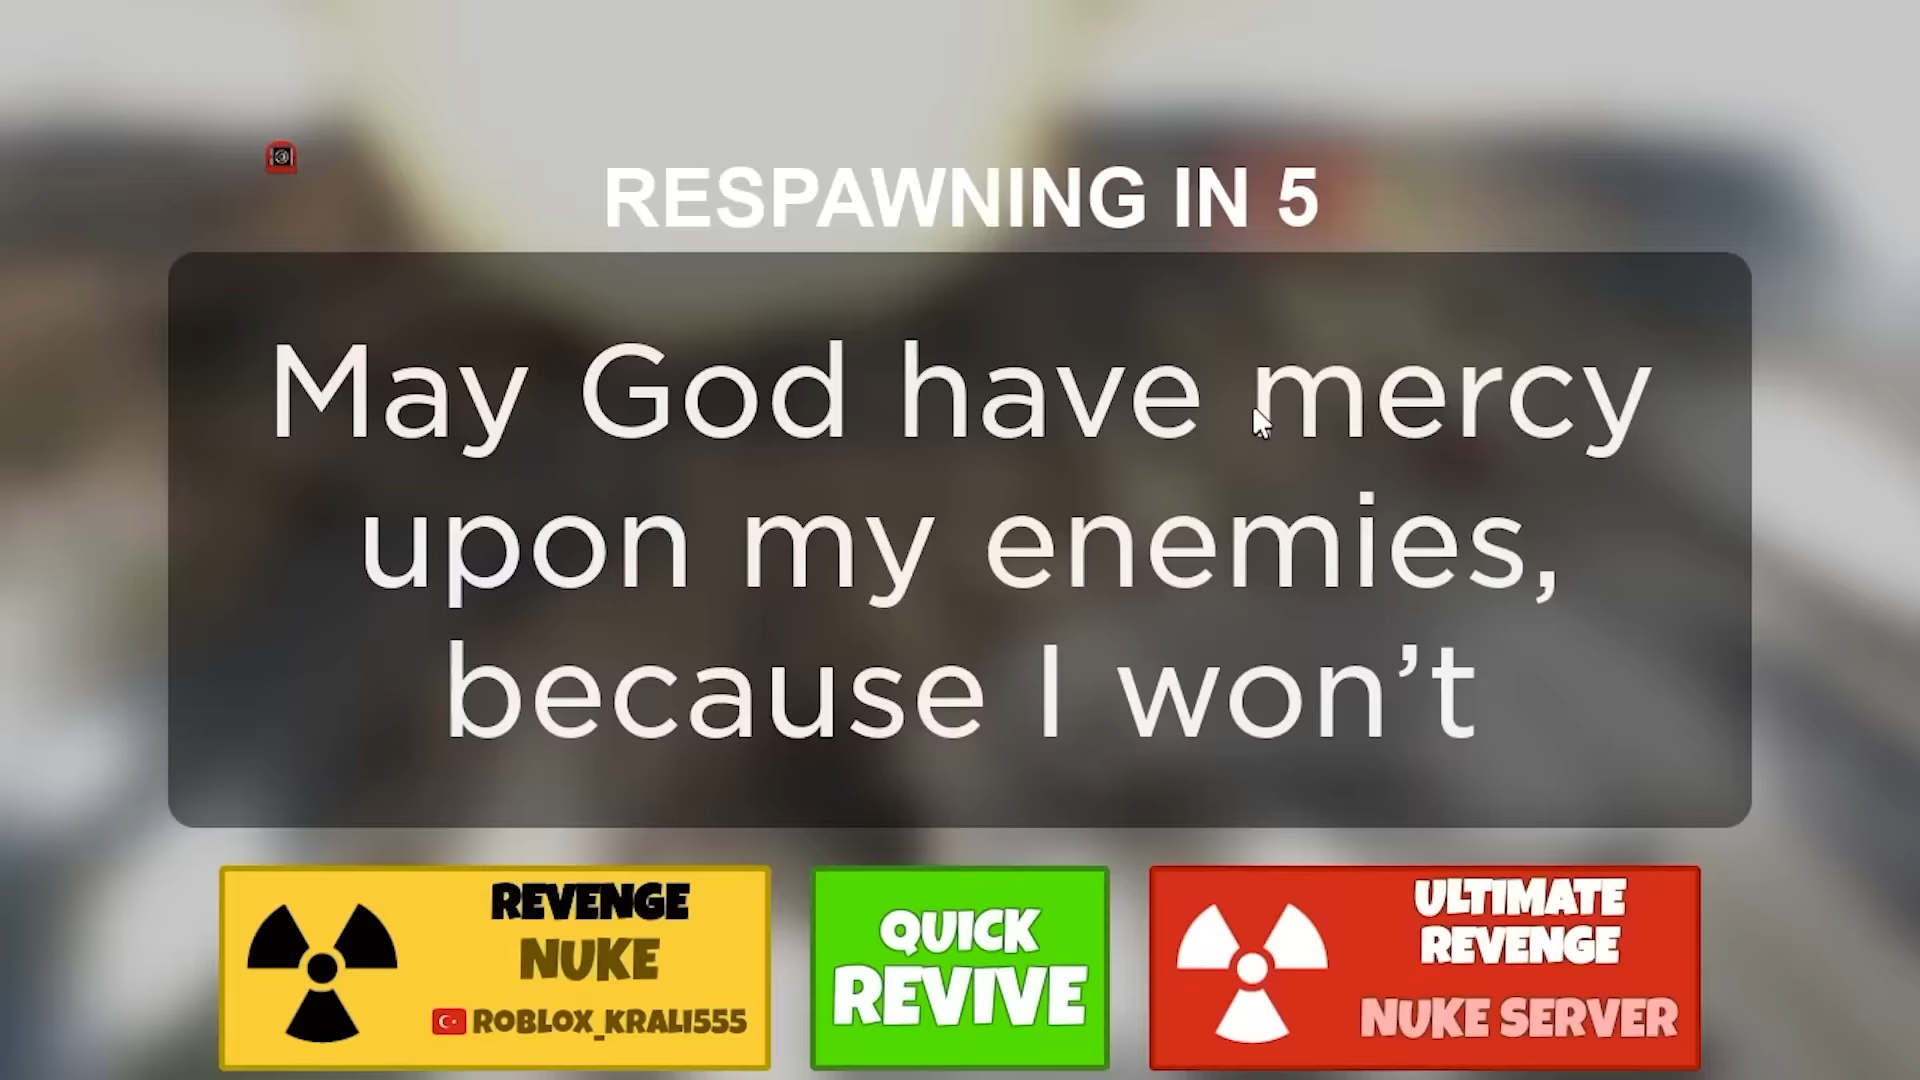 RESPAWNING IN 5
May God have mercy
upon my enemies,
because I won’t
REVENGE
NUKE
ROBLOX_KRALI555
QUICK
REVIVE
ULTIMATE
REVENGE
NUKE SERVER